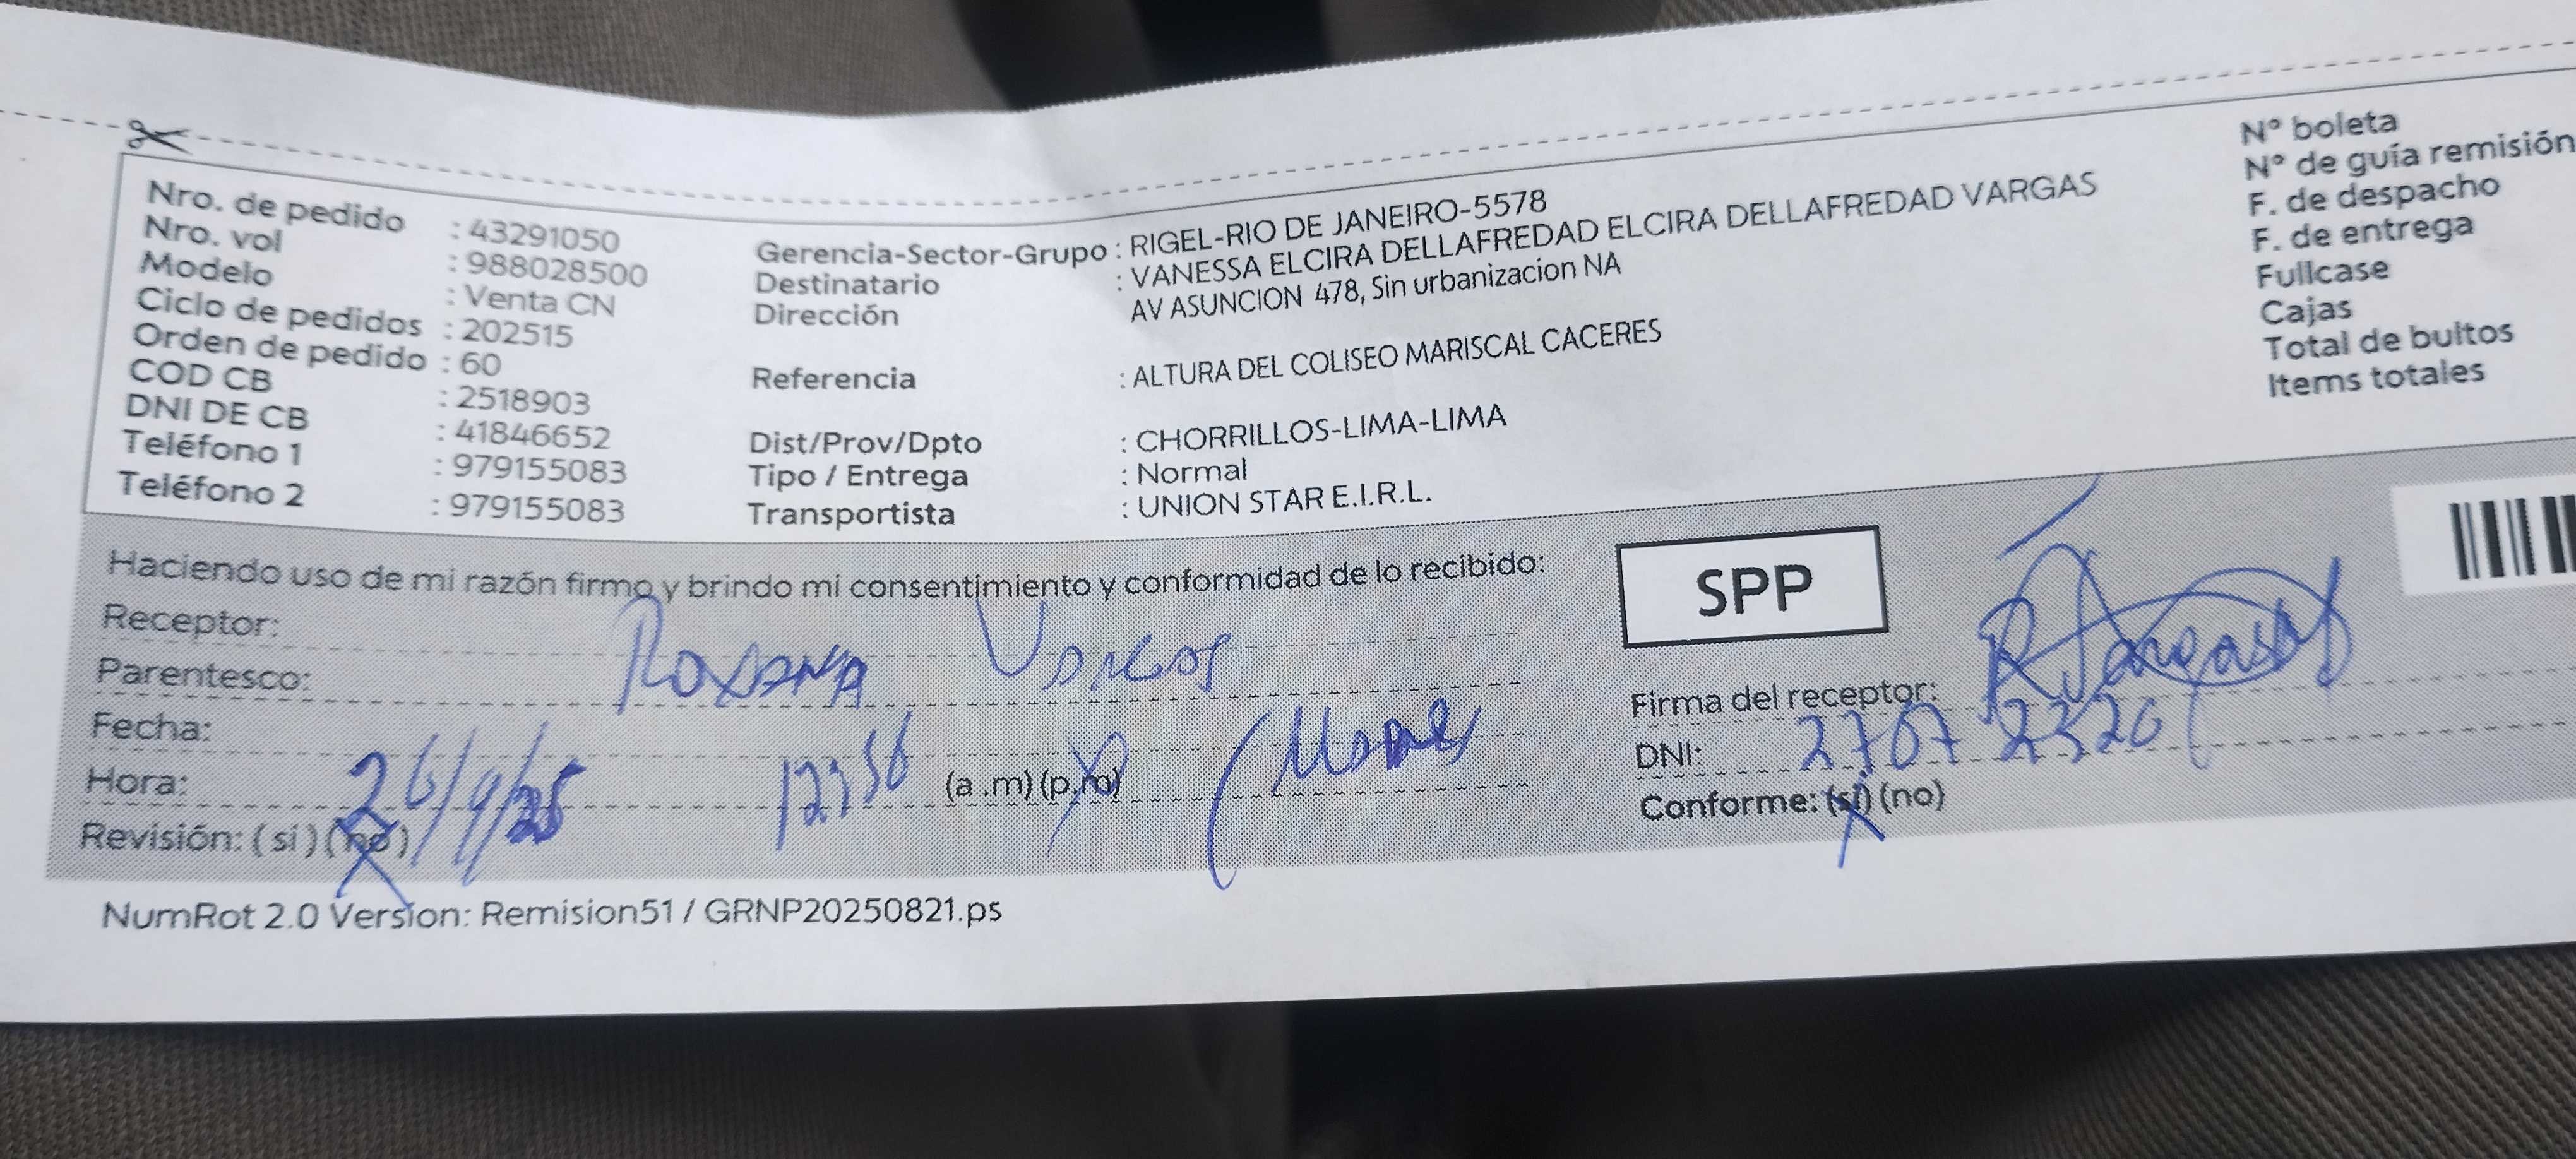 Nro. de pedido : 43291050
Nro. vol : 988028500
Modelo : Venta CN
Ciclo de pedidos : 202515
Orden de pedido : 60
COD CB : 2518903
DNI DE CB : 41846652
Teléfono 1 : 979155083
Teléfono 2 : 979155083
Gerencia-Sector-Grupo : RIGEL-RIO DE JANEIRO-5578
Destinatario : VANESSA ELCIRA DELLAFREDAD ELCIRA DELLAFREDAD VARGAS
Dirección AV ASUNCION 478, Sin urbanizacion NA
Referencia : ALTURA DEL COLISEO MARISCAL CACERES
Dist/Prov/Dpto : CHORRILLOS-LIMA-LIMA
Tipo / Entrega : Normal
Transportista : UNION STAR E.I.R.L.
N° boleta
N° de guía remisión
F. de despacho
F. de entrega
Fullcase
Cajas
Total de bultos
Items totales
Haciendo uso de mi razón firmo y brindo mi consentimiento y conformidad de lo recibido:
SPP
Receptor: Roxana Vargas
Parentesco:
Fecha: 26/9/25
Hora: (a .m) (p.m)
Revisión: ( si ) ( no )
Firma del receptor:
DNI:
Conforme: (si) (no)
NumRot 2.0 Version: Remision51 / GRNP20250821.ps